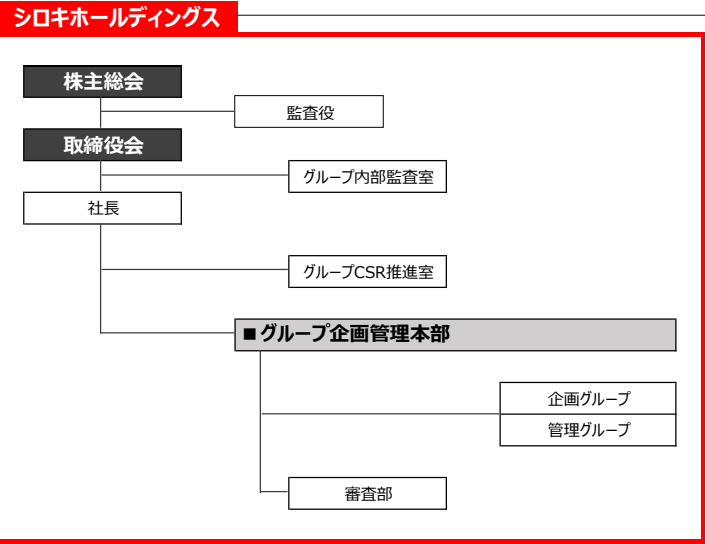 シロキホールディングス
株主総会
監査役
取締役会
グループ内部監査室
社長
グループCSR推進室
■グループ企画管理本部
企画グループ
管理グループ
審査部